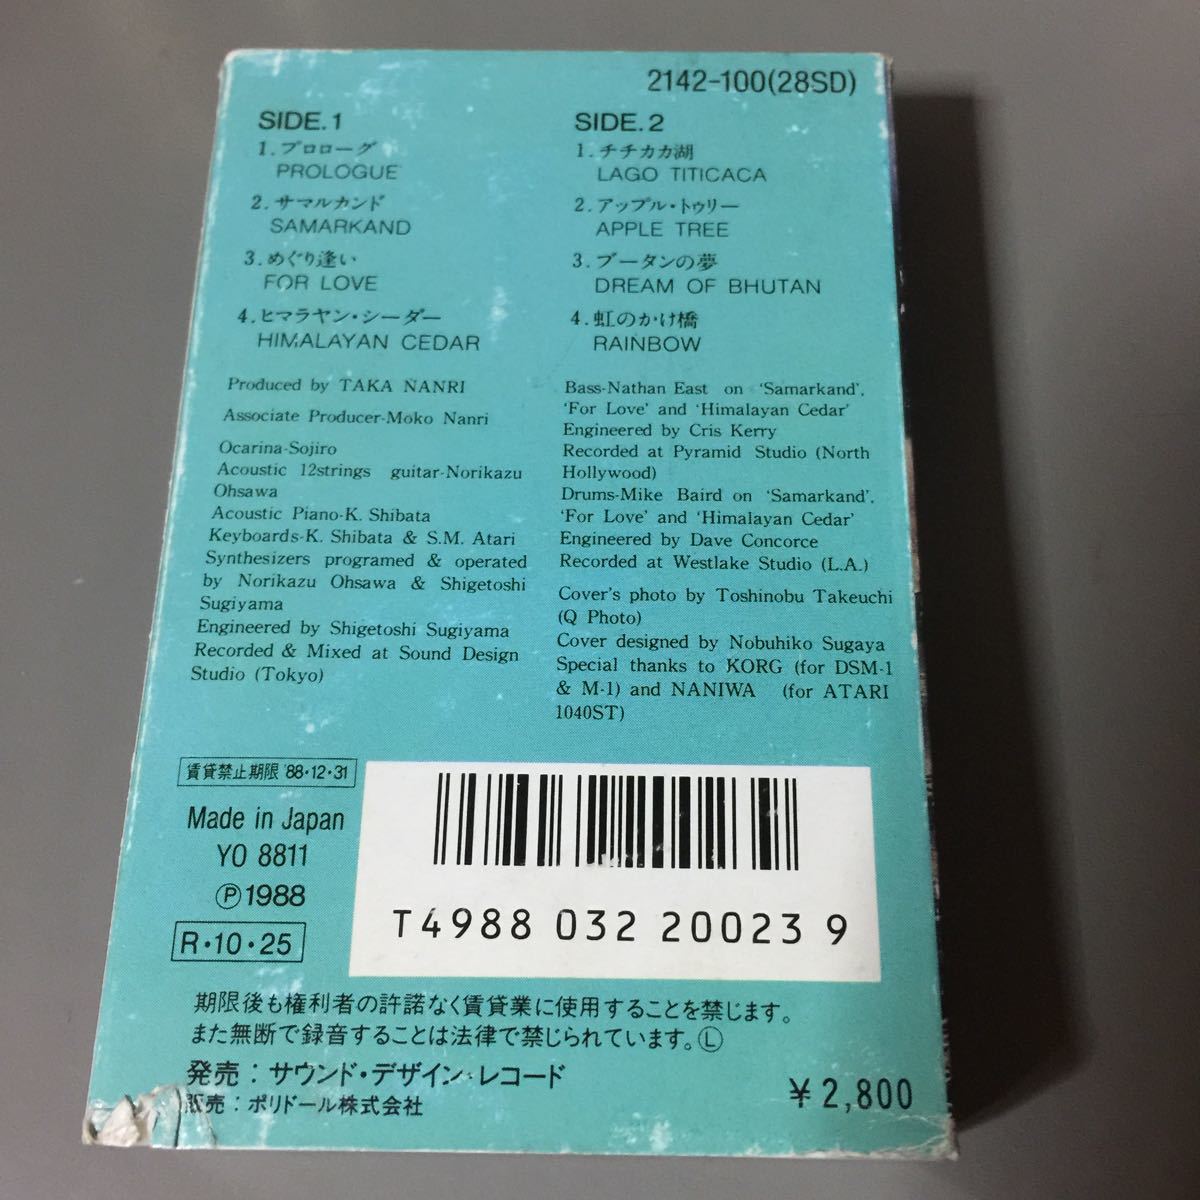 2142-100(28SD)
SIDE.1
1.プロローグ
PROLOGUE
2.サマルカンド
SAMARKAND
3.めぐり逢い
FOR LOVE
4.ヒマラヤン・シーダー
HIMALAYAN CEDAR
SIDE.2
1.チチカカ湖
LAGO TITICACA
2.アップル・トゥリー
APPLE TREE
3.ブータンの夢
DREAM OF BHUTAN
4.虹のかけ橋
RAINBOW
Produced by TAKA NANRI
Associate Producer-Moko Nanri
Ocarina-Sojiro
Acoustic 12strings guitar-Norikazu
Ohsawa
Acoustic Piano-K. Shibata
Keyboards-K. Shibata & S.M. Atari
Synthesizers programed & operated
by Norikazu Ohsawa & Shigetoshi
Sugiyama
Engineered by Shigetoshi Sugiyama
Recorded & Mixed at Sound Design
Studio (Tokyo)
Bass-Nathan East on 'Samarkand',
'For Love' and 'Himalayan Cedar'
Engineered by Cris Kerry
Recorded at Pyramid Studio (North
Hollywood)
Drums-Mike Baird on 'Samarkand',
'For Love' and 'Himalayan Cedar'
Engineered by Dave Concorce
Recorded at Westlake Studio (L.A.)
Cover's photo by Toshinobu Takeuchi
(Q Photo)
Cover designed by Nobuhiko Sugaya
Special thanks to KORG (for DSM-1
& M-1) and NANIWA (for ATARI
1040ST)
賃貸禁止期限 '88・12・31
Made in Japan
YO 8811
Ⓟ1988
R・10・25
T4988 032 20023 9
期限後も権利者の許諾なく賃貸業に使用することを禁じます。
また無断で録音することは法律で禁じられています。Ⓛ
発売：サウンド・デザイン・レコード
販売：ポリドール株式会社
￥2,800